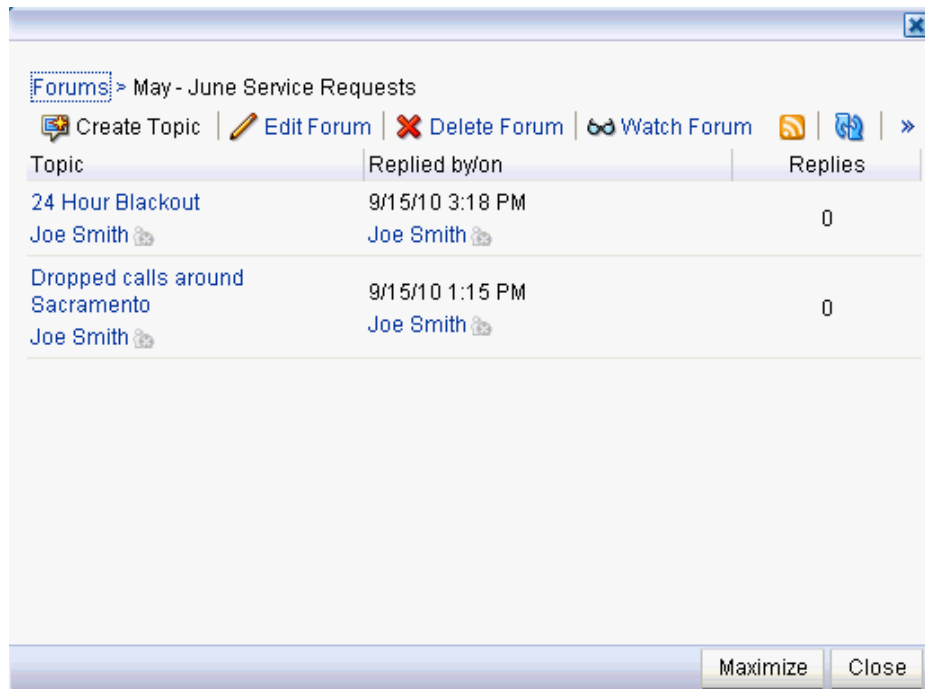 Forums > May - June Service Requests
Create Topic | Edit Forum | Delete Forum | Watch Forum | | »
Topic Replied by/on Replies
24 Hour Blackout 9/15/10 3:18 PM 0
Joe Smith Joe Smith
Dropped calls around
Sacramento 9/15/10 1:15 PM 0
Joe Smith Joe Smith
Maximize Close